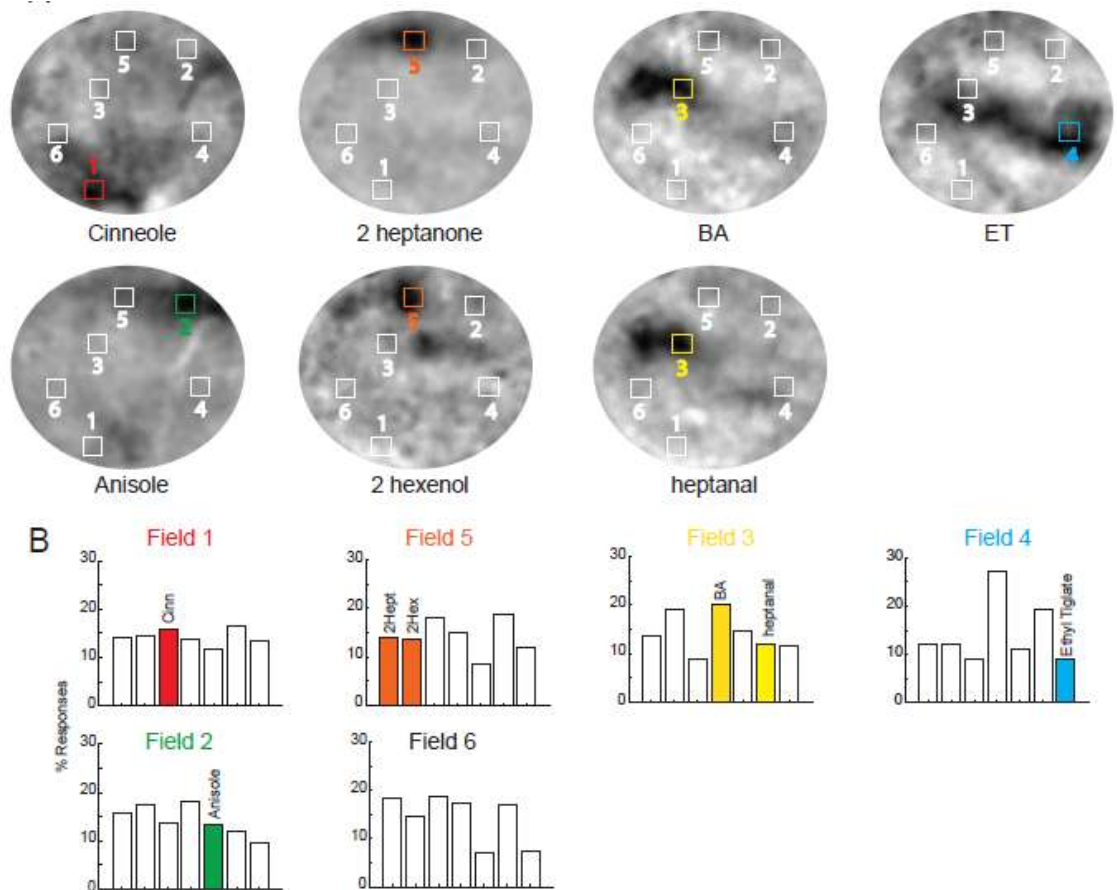 5 2
3
6 4
1
Cinneole
5 2
3
6 4
1
2 heptanone
5 2
3
6 4
1
BA
5 2
3
6 4
1
ET
5 2
3
6 4
1
Anisole
5 2
3
6 4
1
2 hexenol
5 2
3
6 4
1
heptanal
B
Field 1
30
20
10
0
Cinn
Field 5
30
20
10
0
2Hept
2Hex
Field 3
30
20
10
0
BA
heptanal
Field 4
30
20
10
0
Ethyl Tiglate
% Responses
Field 2
30
20
10
0
Anisole
Field 6
30
20
10
0